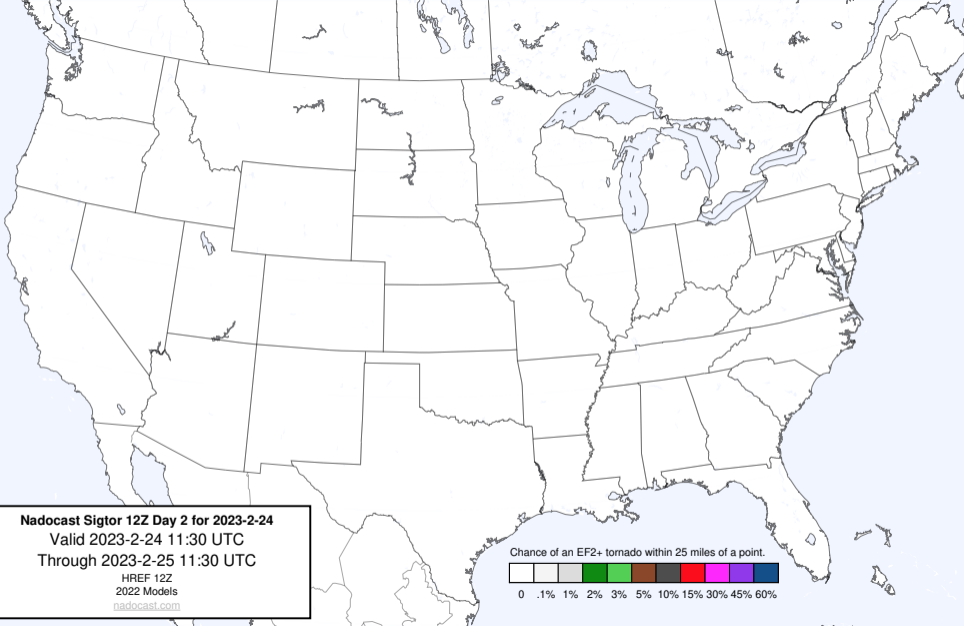 Nadocast Sigtor 12Z Day 2 for 2023-2-24
Valid 2023-2-24 11:30 UTC
Through 2023-2-25 11:30 UTC
HREF 12Z
2022 Models
nadocast.com
Chance of an EF2+ tornado within 25 miles of a point.
0 .1% 1% 2% 3% 5% 10% 15% 30% 45% 60%